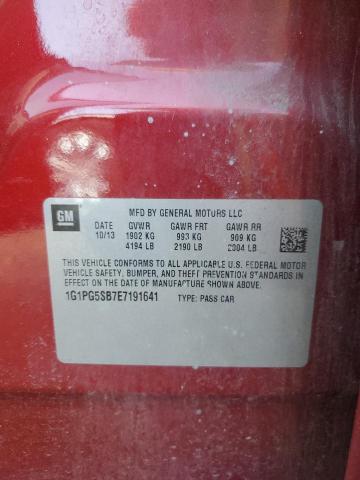 GM
MFD BY GENERAL MOTORS LLC
DATE GVWR GAWR FRT GAWR RR
10/13 1902 KG 993 KG 909 KG
4194 LB 2190 LB 2004 LB
THIS VEHICLE CONFORMS TO ALL APPLICABLE U.S. FEDERAL MOTOR
VEHICLE SAFETY, BUMPER, AND THEFT PREVENTION STANDARDS IN
EFFECT ON THE DATE OF MANUFACTURE SHOWN ABOVE.
1G1PG5SB7E7191641 TYPE: PASS CAR